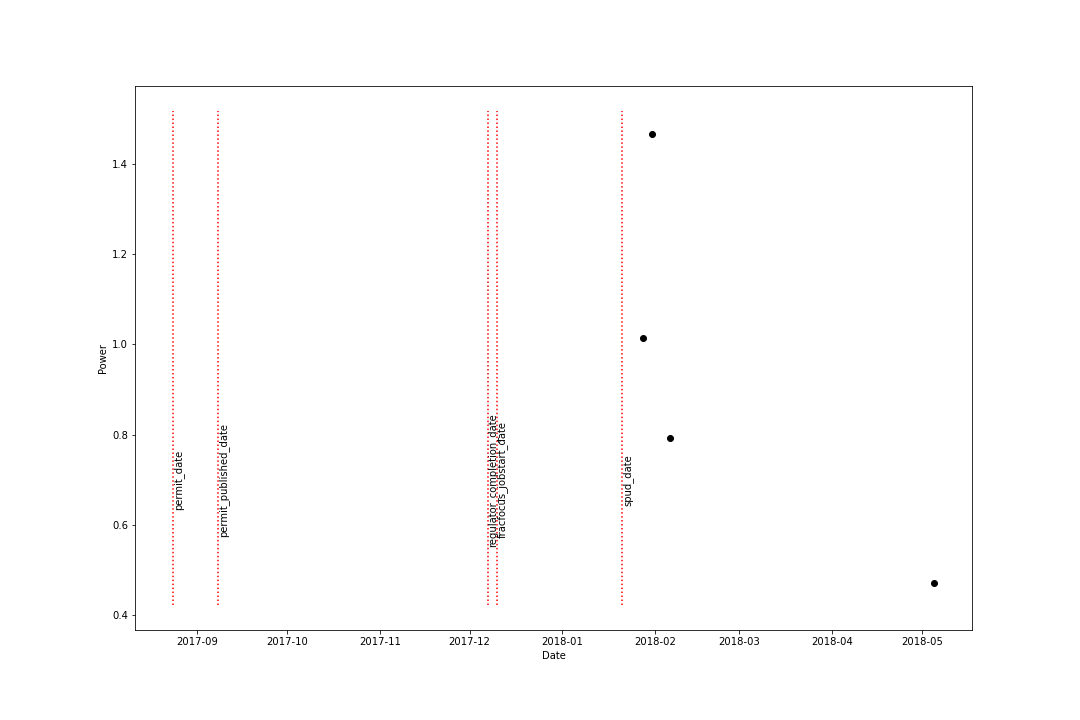 1.4
1.2
1.0
0.8
0.6
0.4
Power
permit_date
permit_published_date
regulator_completion_date
fracfocus_jobstart_date
spud_date
2017-09 2017-10 2017-11 2017-12 2018-01 2018-02 2018-03 2018-04 2018-05
Date